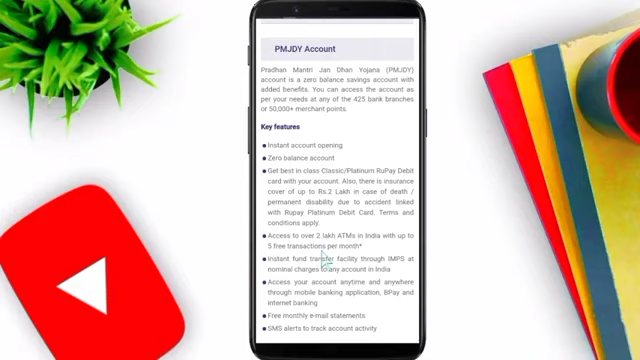 PMJDY Account
Pradhan Mantri Jan Dhan Yojana (PMJDY)
account is a zero balance savings account with
added benefits. You can access the account as
per your needs at any of the 425 bank branches
or 50,000+ merchant points.
Key features
Instant account opening
Zero balance account
Get best in class Classic/Platinum RuPay Debit
card with your account. Also, there is insurance
cover of up to Rs.2 Lakh in case of death /
permanent disability due to accident linked
with Rupay Platinum Debit Card. Terms and
conditions apply.
Access to over 2 lakh ATMs in India with up to
5 free transactions per month*
Instant fund transfer facility through IMPS at
nominal charges to any account in India
Access your account anytime and anywhere
through mobile banking application, BPay and
internet banking
Free monthly e-mail statements
SMS alerts to track account activity